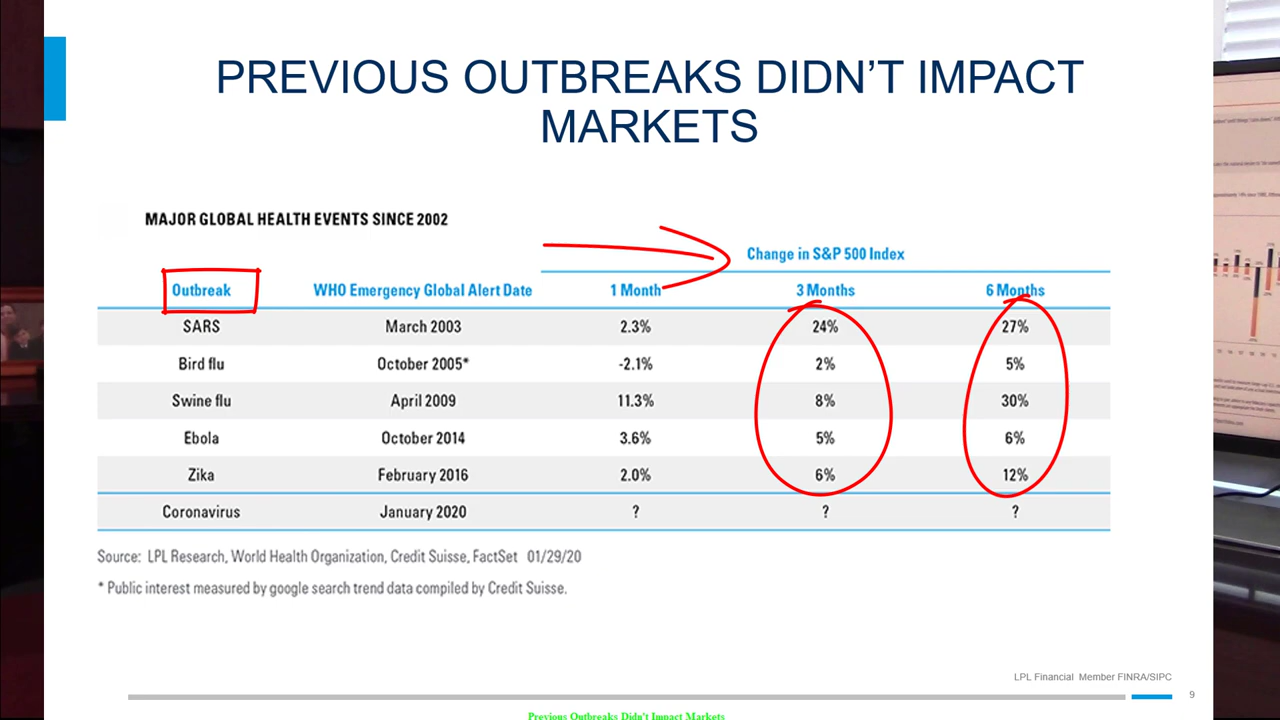 PREVIOUS OUTBREAKS DIDN'T IMPACT
MARKETS
MAJOR GLOBAL HEALTH EVENTS SINCE 2002
Change in S&P 500 Index
Outbreak WHO Emergency Global Alert Date 1 Month 3 Months 6 Months
SARS March 2003 2.3% 24% 27%
Bird flu October 2005* -2.1% 2% 5%
Swine flu April 2009 11.3% 8% 30%
Ebola October 2014 3.6% 5% 6%
Zika February 2016 2.0% 6% 12%
Coronavirus January 2020 ? ? ?
Source: LPL Research, World Health Organization, Credit Suisse, FactSet 01/29/20
* Public interest measured by google search trend data compiled by Credit Suisse.
LPL Financial Member FINRA/SIPC
9
Previous Outbreaks Didn't Impact Markets